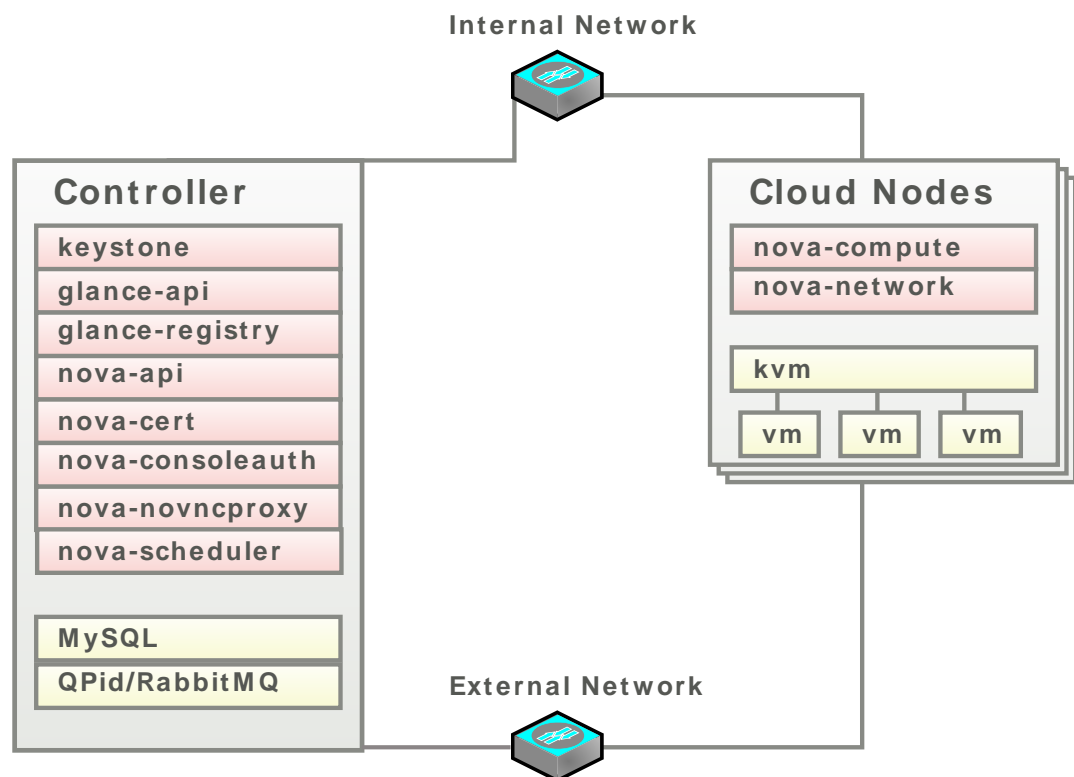 Internal Network
Controller
keystone
glance-api
glance-registry
nova-api
nova-cert
nova-consoleauth
nova-novncproxy
nova-scheduler
MySQL
QPid/RabbitMQ
Cloud Nodes
nova-compute
nova-network
kvm
vm vm vm
External Network